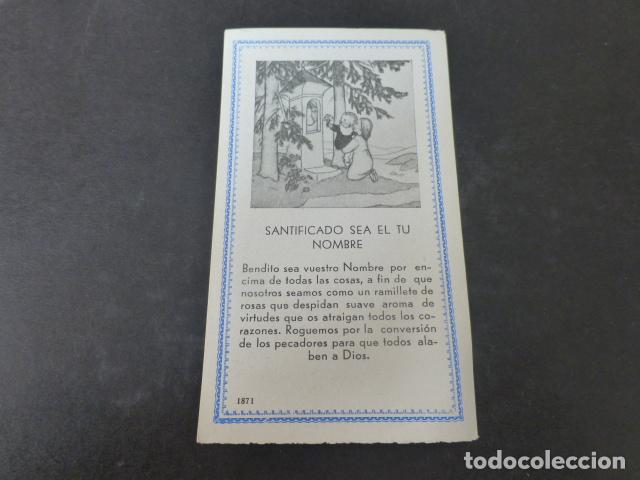 SANTIFICADO SEA EL TU
NOMBRE
Bendito sea vuestro Nombre por en-
cima de todas las cosas, a fin de que
nosotros seamos como un ramillete de
rosas que despidan suave aroma de
virtudes que os atraigan todos los co-
razones. Roguemos por la conversión
de los pecadores para que todos ala-
ben a Dios.
1871
todocoleccion